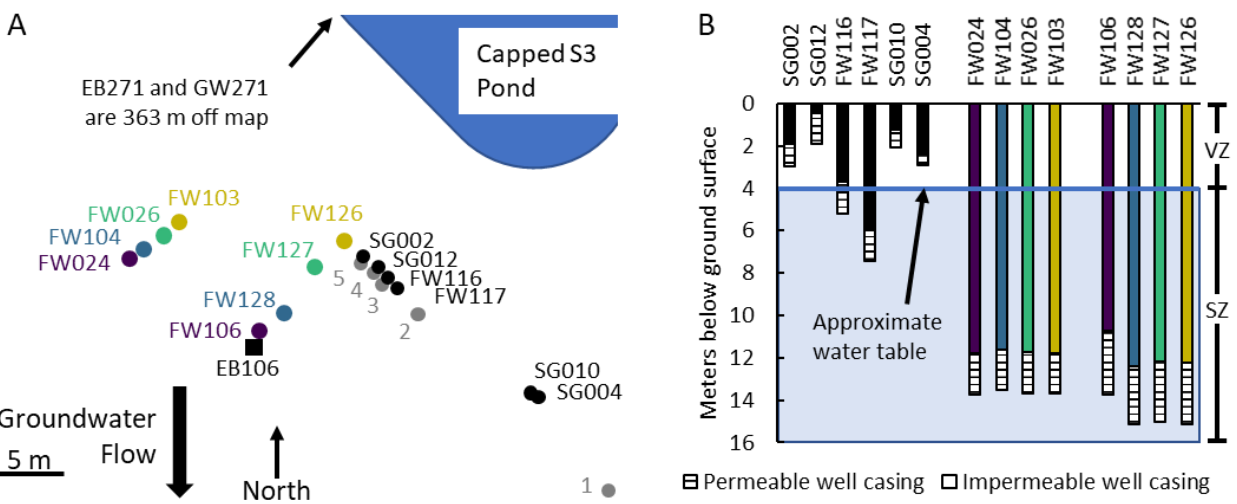 A
EB271 and GW271
are 363 m off map
Capped S3
Pond
FW103
FW026
FW104
FW024
FW126
SG002
SG012
FW116
FW117
FW127
5
4
3
2
FW128
FW106
EB106
SG010
SG004
Groundwater
Flow
5 m
North
1
B
SG002
SG012
FW116
FW117
SG010
SG004
FW024
FW104
FW026
FW103
FW106
FW128
FW127
FW126
Meters below ground surface
0
2
4
6
8
10
12
14
16
VZ
SZ
Approximate
water table
Permeable well casing
Impermeable well casing